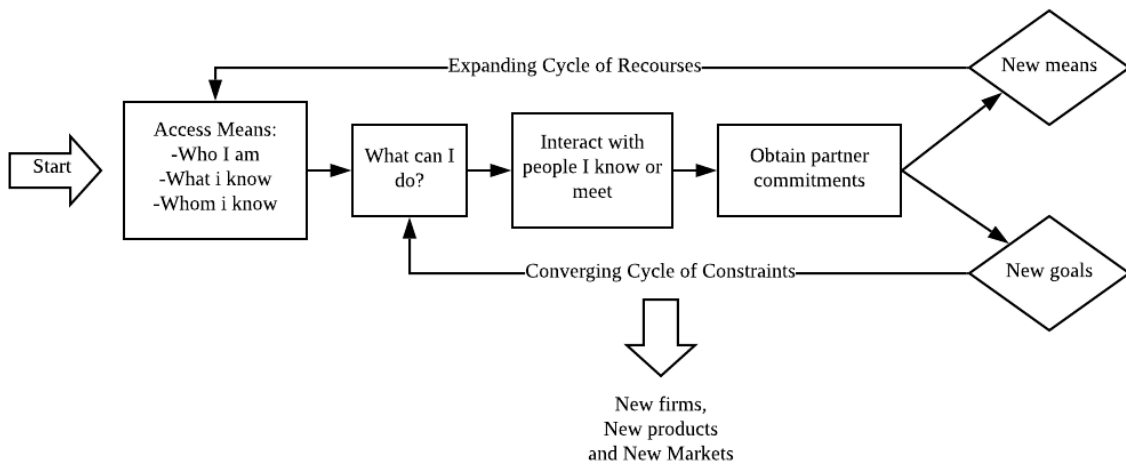 Expanding Cycle of Recourses
New means
Start
Access Means:
-Who I am
-What i know
-Whom i know
What can I
do?
Interact with
people I know or
meet
Obtain partner
commitments
Converging Cycle of Constraints
New goals
New firms,
New products
and New Markets